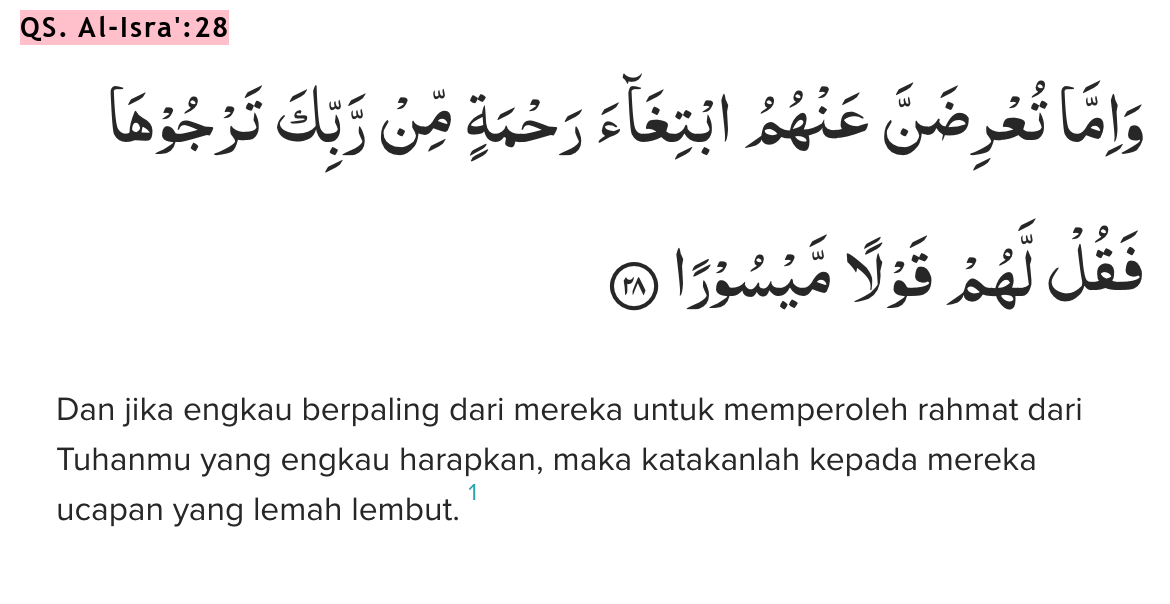 QS. Al-Isra':28
وَاِمَّا تُعْرِضَنَّ عَنْهُمُ ابْتِغَاۤءَ رَحْمَةٍ مِّنْ رَّبِّكَ تَرْجُوْهَا
فَقُلْ لَّهُمْ قَوْلًا مَّيْسُوْرًا ٢٨
Dan jika engkau berpaling dari mereka untuk memperoleh rahmat dari
Tuhanmu yang engkau harapkan, maka katakanlah kepada mereka
ucapan yang lemah lembut. 1